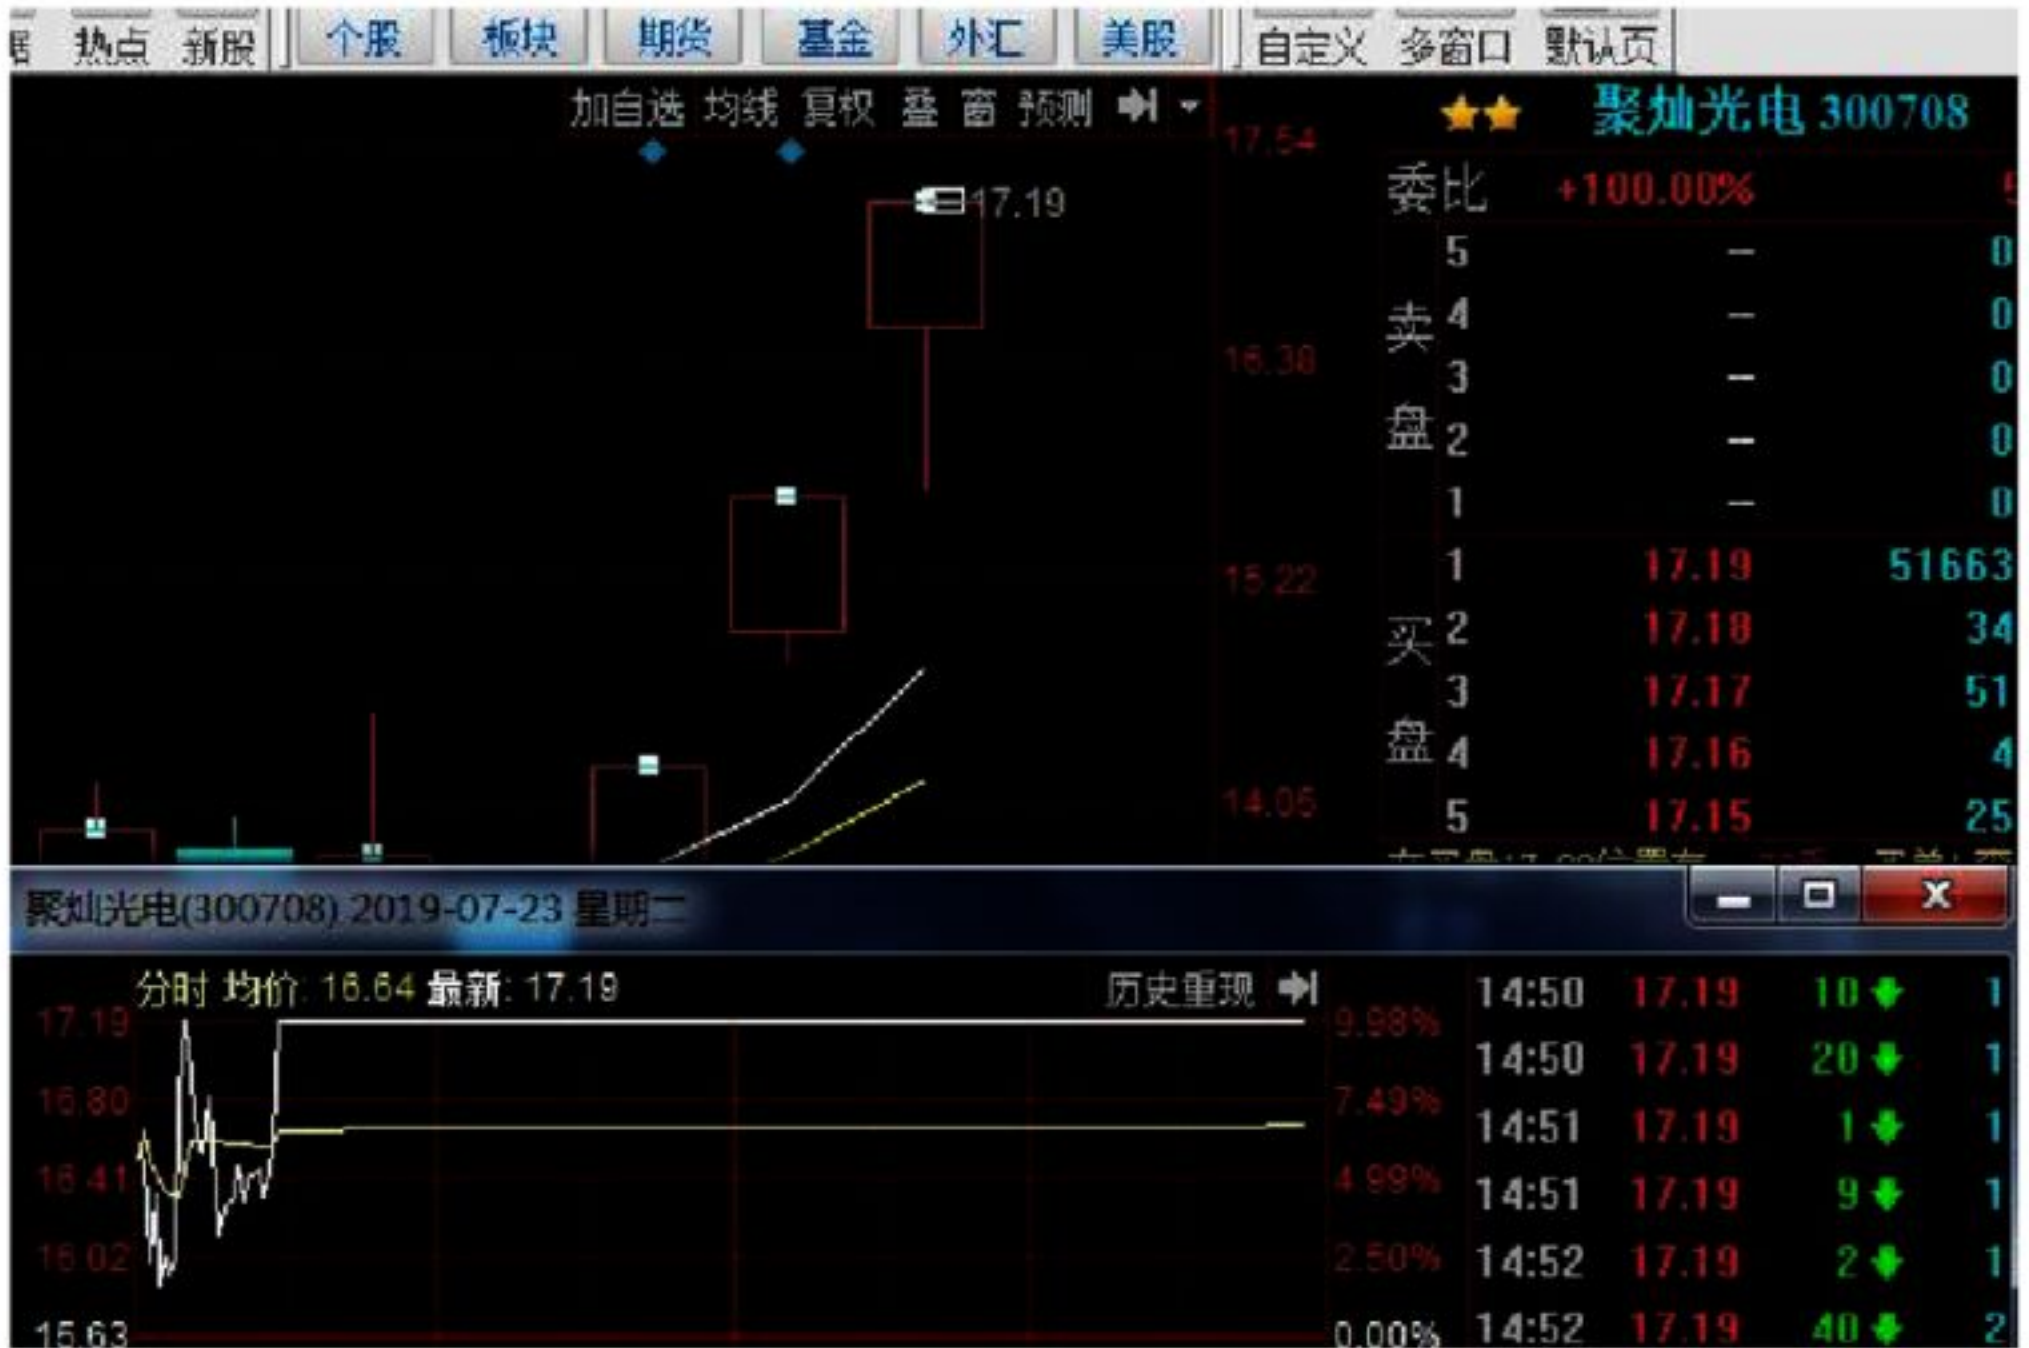 热点 新股 个股 板块 期货 基金 外汇 美股 自定义 多窗口 默认页
加自选 均线 复权 叠 窗 预测
17.54
17.19
16.38
15.22
14.05
聚灿光电 300708
委比 +100.00% 5
卖盘
5 — 0
4 — 0
3 — 0
2 — 0
1 — 0
买盘
1 17.19 51663
2 17.18 34
3 17.17 51
4 17.16 4
5 17.15 25
聚灿光电(300708) 2019-07-23 星期二
分时 均价: 16.64 最新: 17.19 历史重现
17.19 9.98%
16.80 7.49%
16.41 4.99%
16.02 2.50%
15.63 0.00%
14:50 17.19 10 1
14:50 17.19 20 1
14:51 17.19 1 1
14:51 17.19 9 1
14:52 17.19 2 1
14:52 17.19 40 2